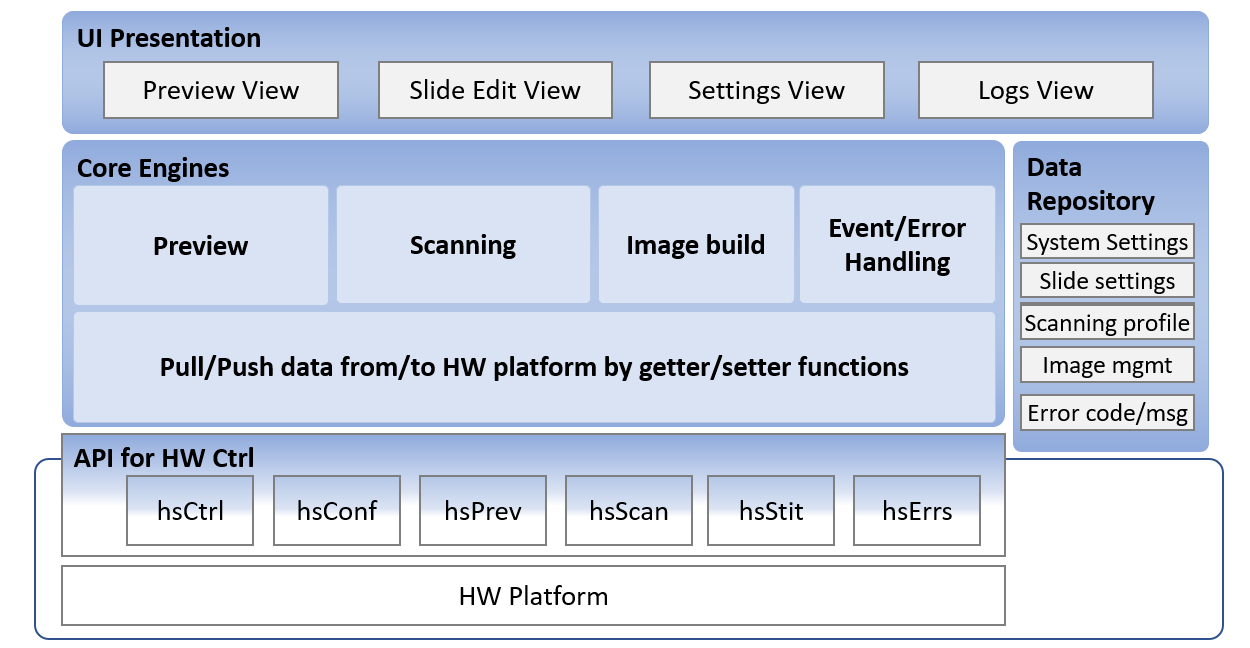 UI Presentation
Preview View
Slide Edit View
Settings View
Logs View
Core Engines
Preview
Scanning
Image build
Event/Error
Handling
Pull/Push data from/to HW platform by getter/setter functions
Data
Repository
System Settings
Slide settings
Scanning profile
Image mgmt
Error code/msg
API for HW Ctrl
hsCtrl
hsConf
hsPrev
hsScan
hsStit
hsErrs
HW Platform